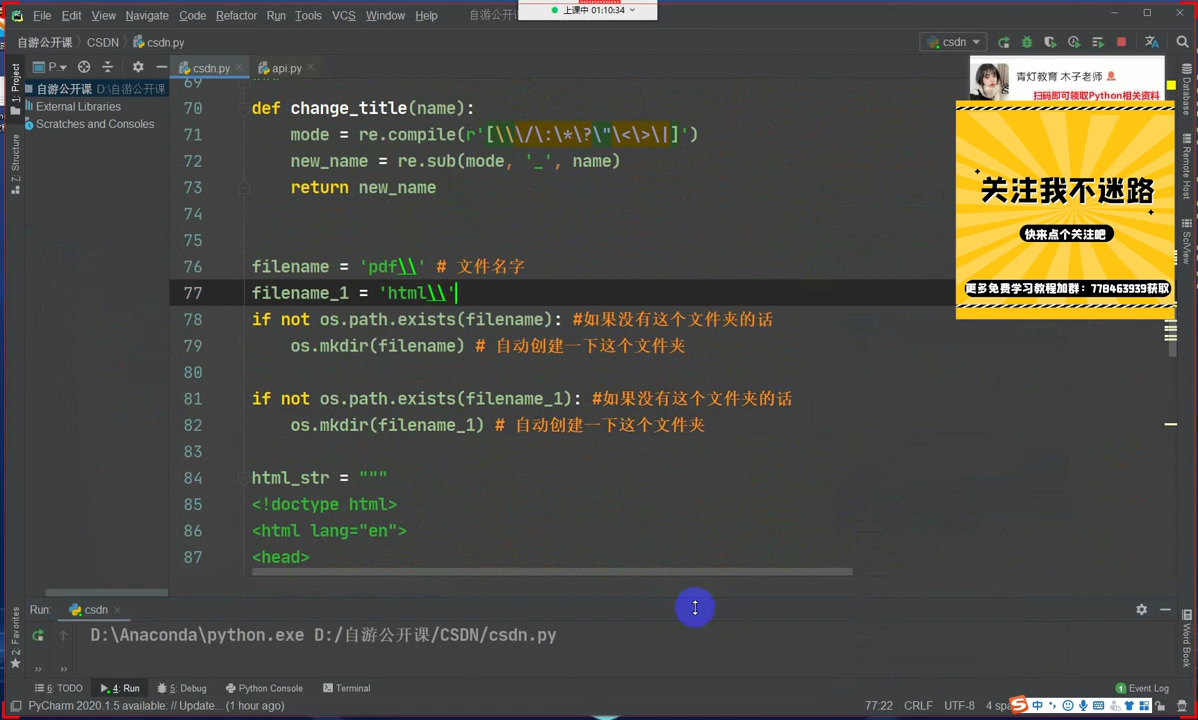 File Edit View Navigate Code Refactor Run Tools VCS Window Help
自游公开课
上课中 01:10:34
自游公开课 CSDN csdn.py
csdn
P..
csdn.py
api.py
1: Project
自游公开课 D:\自游公开课
External Libraries
Scratches and Consoles
Z: Structure
69
70 def change_title(name):
71 mode = re.compile(r'[\\\/\:\*\?\"\<\>\|]')
72 new_name = re.sub(mode, '_', name)
73 return new_name
74
75
76 filename = 'pdf\\' # 文件名字
77 filename_1 = 'html\\'
78 if not os.path.exists(filename): #如果没有这个文件夹的话
79 os.mkdir(filename) # 自动创建一下这个文件夹
80
81 if not os.path.exists(filename_1): #如果没有这个文件夹的话
82 os.mkdir(filename_1) # 自动创建一下这个文件夹
83
84 html_str = """
85 <!doctype html>
86 <html lang="en">
87 <head>
青灯教育 木子老师
扫码即可领取Python相关资料
关注我不迷路
快来点个关注吧
更多免费学习教程加群：778463939获取
Database
Remote Host
SciView
Word Book
2: Favorites
Run: csdn
D:\Anaconda\python.exe D:/自游公开课/CSDN/csdn.py
6: TODO 4: Run 5: Debug Python Console Terminal
1 Event Log
PyCharm 2020.1.5 available: // Update... (1 hour ago)
77:22 CRLF UTF-8 4 spa
中